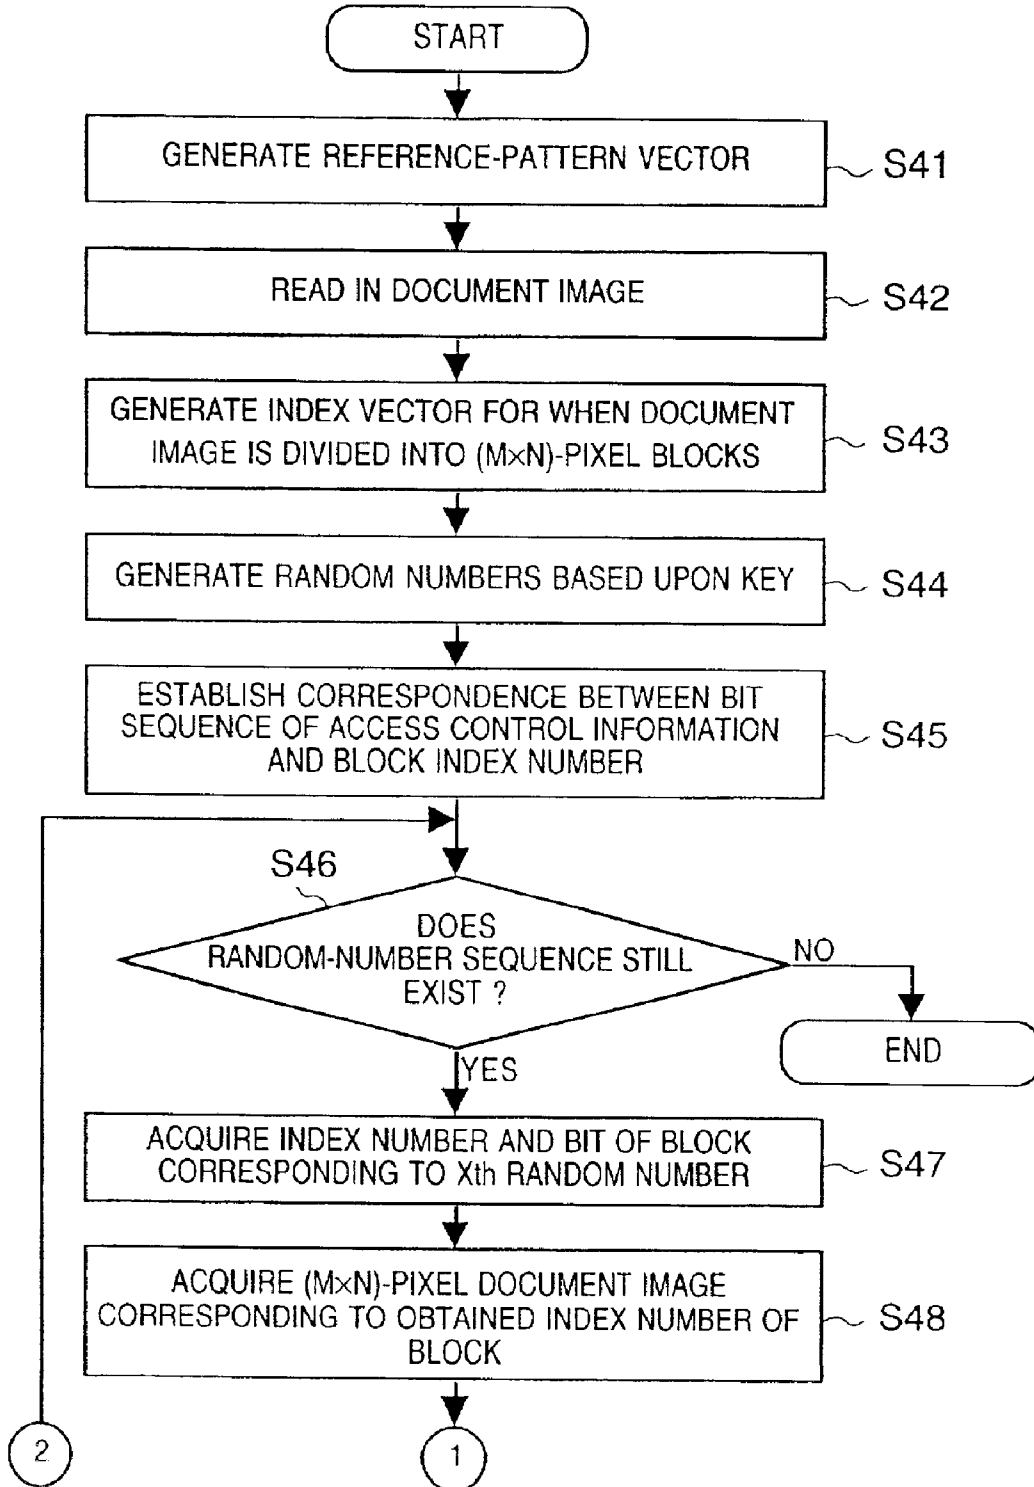 START
GENERATE REFERENCE-PATTERN VECTOR
S41
READ IN DOCUMENT IMAGE
S42
GENERATE INDEX VECTOR FOR WHEN DOCUMENT
IMAGE IS DIVIDED INTO (M×N)-PIXEL BLOCKS
S43
GENERATE RANDOM NUMBERS BASED UPON KEY
S44
ESTABLISH CORRESPONDENCE BETWEEN BIT
SEQUENCE OF ACCESS CONTROL INFORMATION
AND BLOCK INDEX NUMBER
S45
S46
DOES
RANDOM-NUMBER SEQUENCE STILL
EXIST ?
NO
END
YES
ACQUIRE INDEX NUMBER AND BIT OF BLOCK
CORRESPONDING TO Xth RANDOM NUMBER
S47
ACQUIRE (M×N)-PIXEL DOCUMENT IMAGE
CORRESPONDING TO OBTAINED INDEX NUMBER OF
BLOCK
S48
2
1